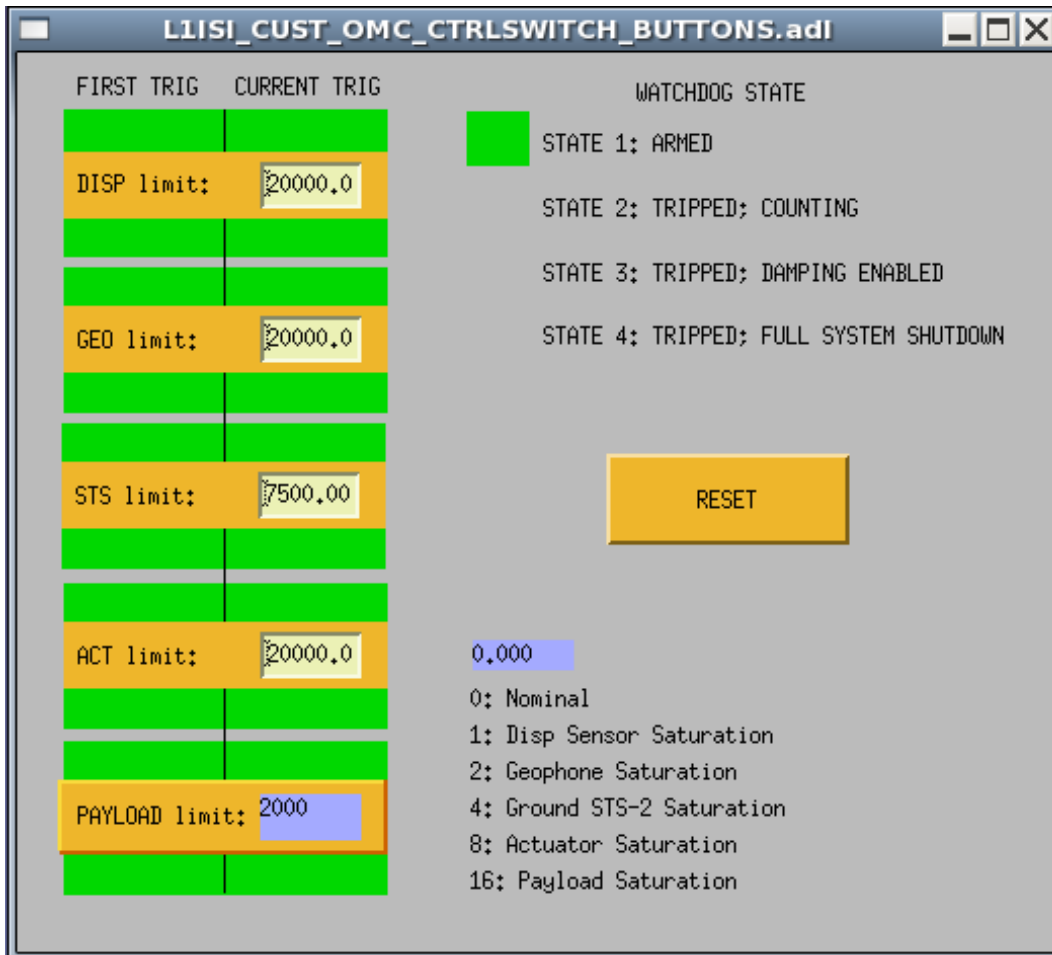 L1ISI_CUST_OMC_CTRLSWITCH_BUTTONS.adl
FIRST TRIG CURRENT TRIG
DISP limit: 20000.0
GEO limit: 20000.0
STS limit: 7500.00
ACT limit: 20000.0
PAYLOAD limit: 2000
WATCHDOG STATE
STATE 1: ARMED
STATE 2: TRIPPED; COUNTING
STATE 3: TRIPPED; DAMPING ENABLED
STATE 4: TRIPPED; FULL SYSTEM SHUTDOWN
RESET
0.000
0: Nominal
1: Disp Sensor Saturation
2: Geophone Saturation
4: Ground STS-2 Saturation
8: Actuator Saturation
16: Payload Saturation